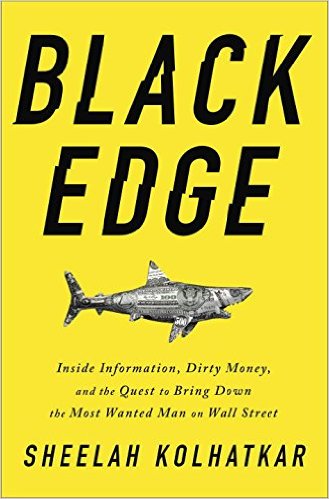 BLACK
EDGE
100
Inside Information, Dirty Money,
and the Quest to Bring Down
the Most Wanted Man on Wall Street
SHEELAH KOLHATKAR